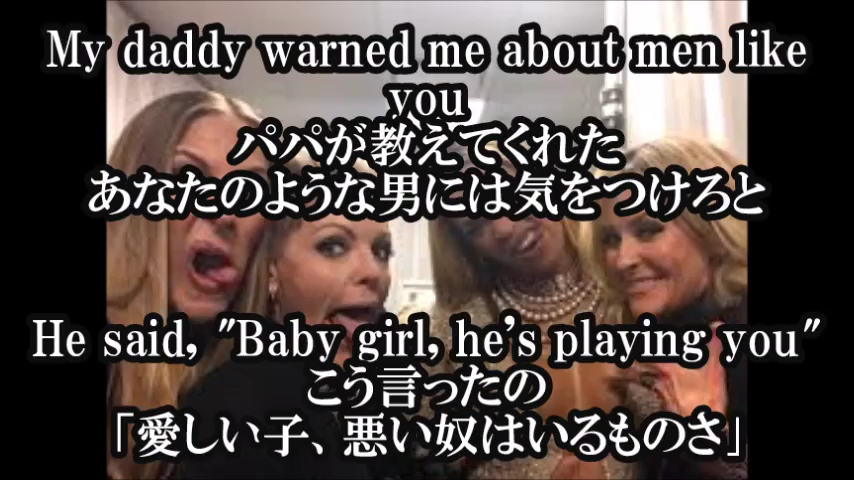 My daddy warned me about men like
you
パパが教えてくれた
あなたのような男には気をつけろと
He said, "Baby girl, he's playing you"
こう言ったの
「愛しい子、悪い奴はいるものさ」